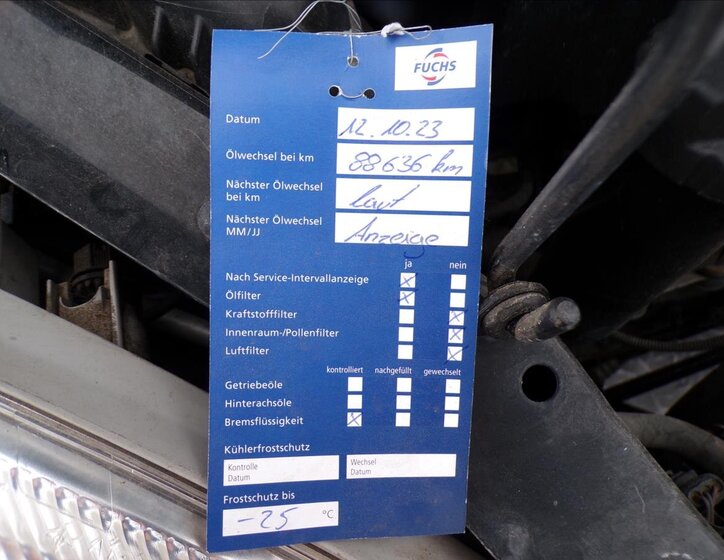 FUCHS
Datum 12.10.23
Ölwechsel bei km 88636 km
Nächster Ölwechsel
bei km laut
Nächster Ölwechsel
MM/JJ Anzeige
ja nein
Nach Service-Intervallanzeige
Ölfilter
Kraftstofffilter
Innenraum-/Pollenfilter
Luftfilter
kontrolliert nachgefüllt gewechselt
Getriebeöle
Hinterachsöle
Bremsflüssigkeit
Kühlerfrostschutz
Kontrolle
Datum
Wechsel
Datum
Frostschutz bis
-25 °C